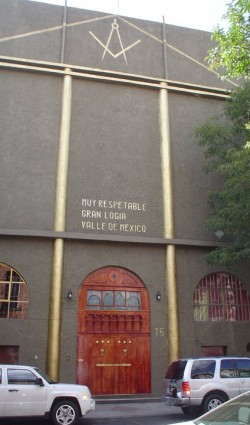 MUY RESPETABLE
GRAN LOGIA
VALLE DE MEXICO